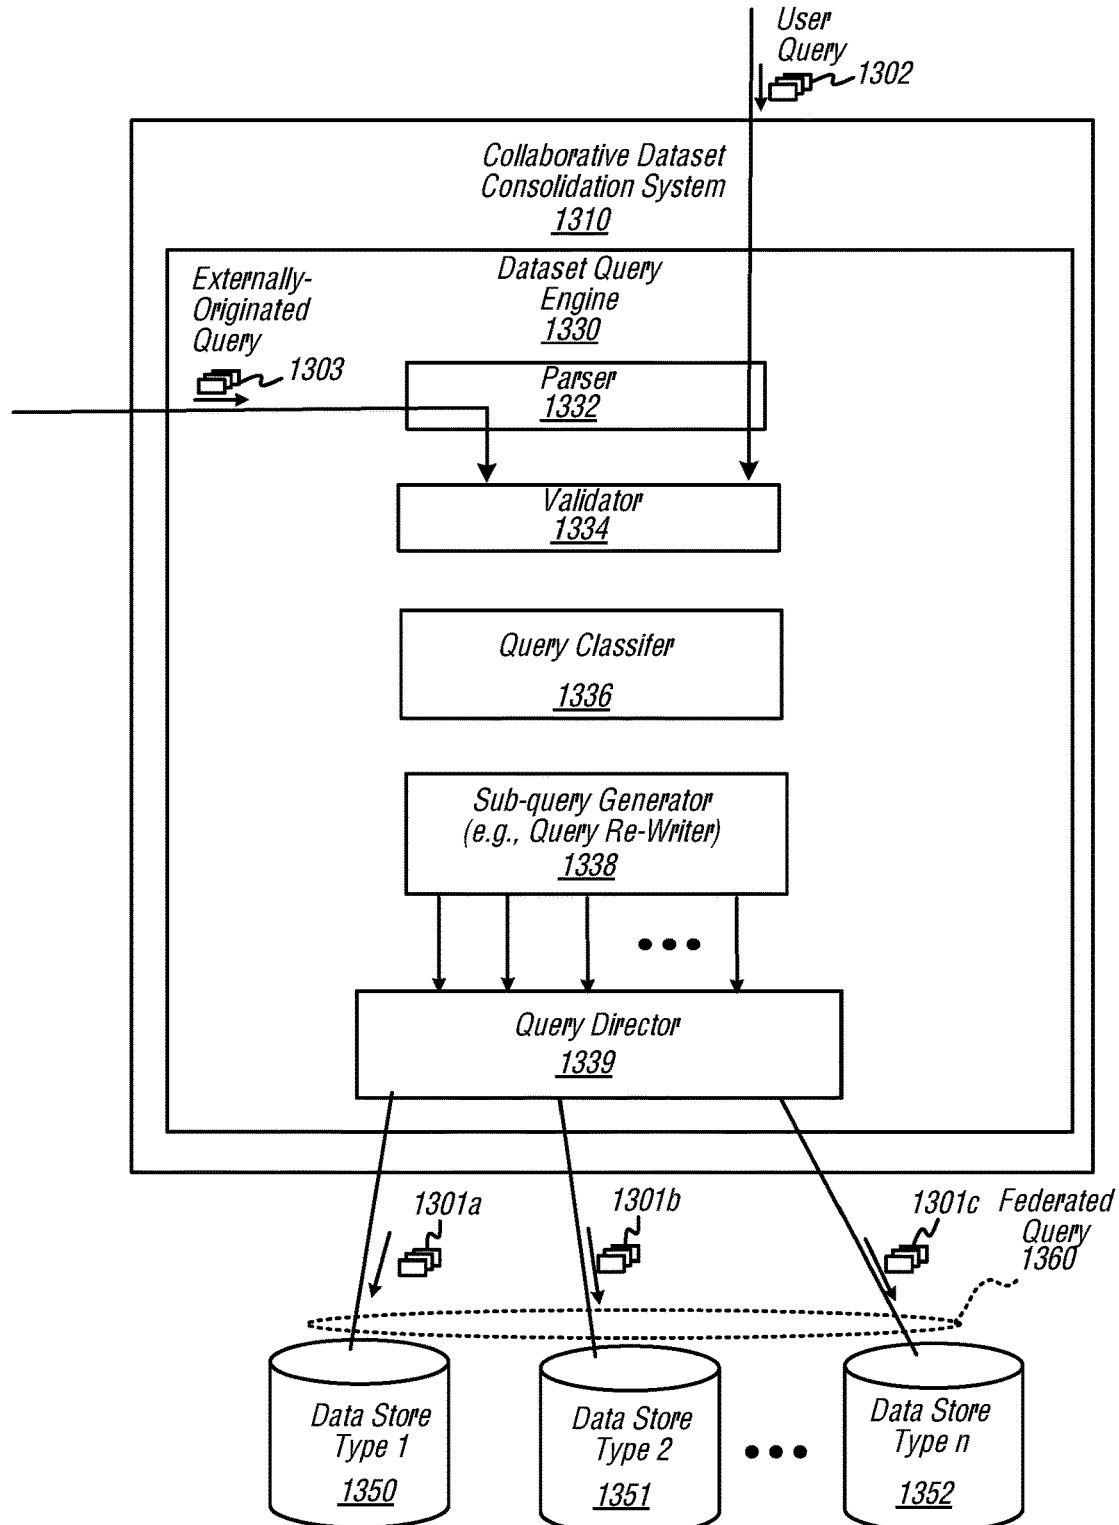 User
Query
1302
Collaborative Dataset
Consolidation System
1310
Externally-
Originated
Query
1303
Dataset Query
Engine
1330
Parser
1332
Validator
1334
Query Classifer
1336
Sub-query Generator
(e.g., Query Re-Writer)
1338
Query Director
1339
1301a
1301b
1301c
Federated
Query
1360
Data Store
Type 1
1350
Data Store
Type 2
1351
Data Store
Type n
1352